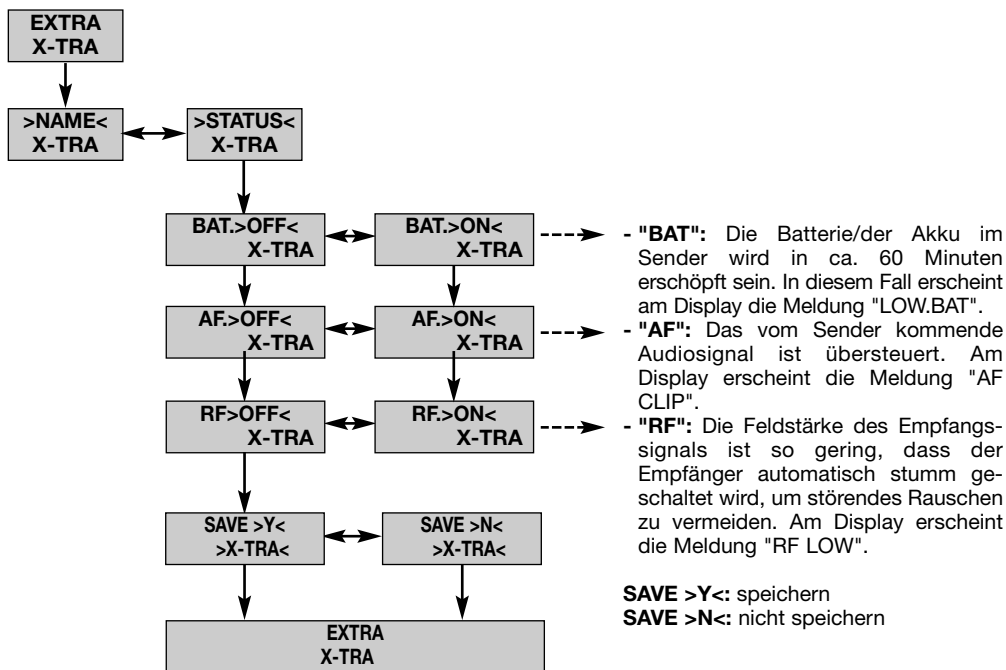 EXTRA
X-TRA
>NAME<
X-TRA
>STATUS<
X-TRA
BAT.>OFF<
X-TRA
BAT.>ON<
X-TRA
AF.>OFF<
X-TRA
AF.>ON<
X-TRA
RF>OFF<
X-TRA
RF.>ON<
X-TRA
SAVE >Y<
>X-TRA<
SAVE >N<
>X-TRA<
EXTRA
X-TRA
- "BAT": Die Batterie/der Akku im
Sender wird in ca. 60 Minuten
erschöpft sein. In diesem Fall erscheint
am Display die Meldung "LOW.BAT".
- "AF": Das vom Sender kommende
Audiosignal ist übersteuert. Am
Display erscheint die Meldung "AF
CLIP".
- "RF": Die Feldstärke des Empfangs-
signals ist so gering, dass der
Empfänger automatisch stumm ge-
schaltet wird, um störendes Rauschen
zu vermeiden. Am Display erscheint
die Meldung "RF LOW".
SAVE >Y<: speichern
SAVE >N<: nicht speichern